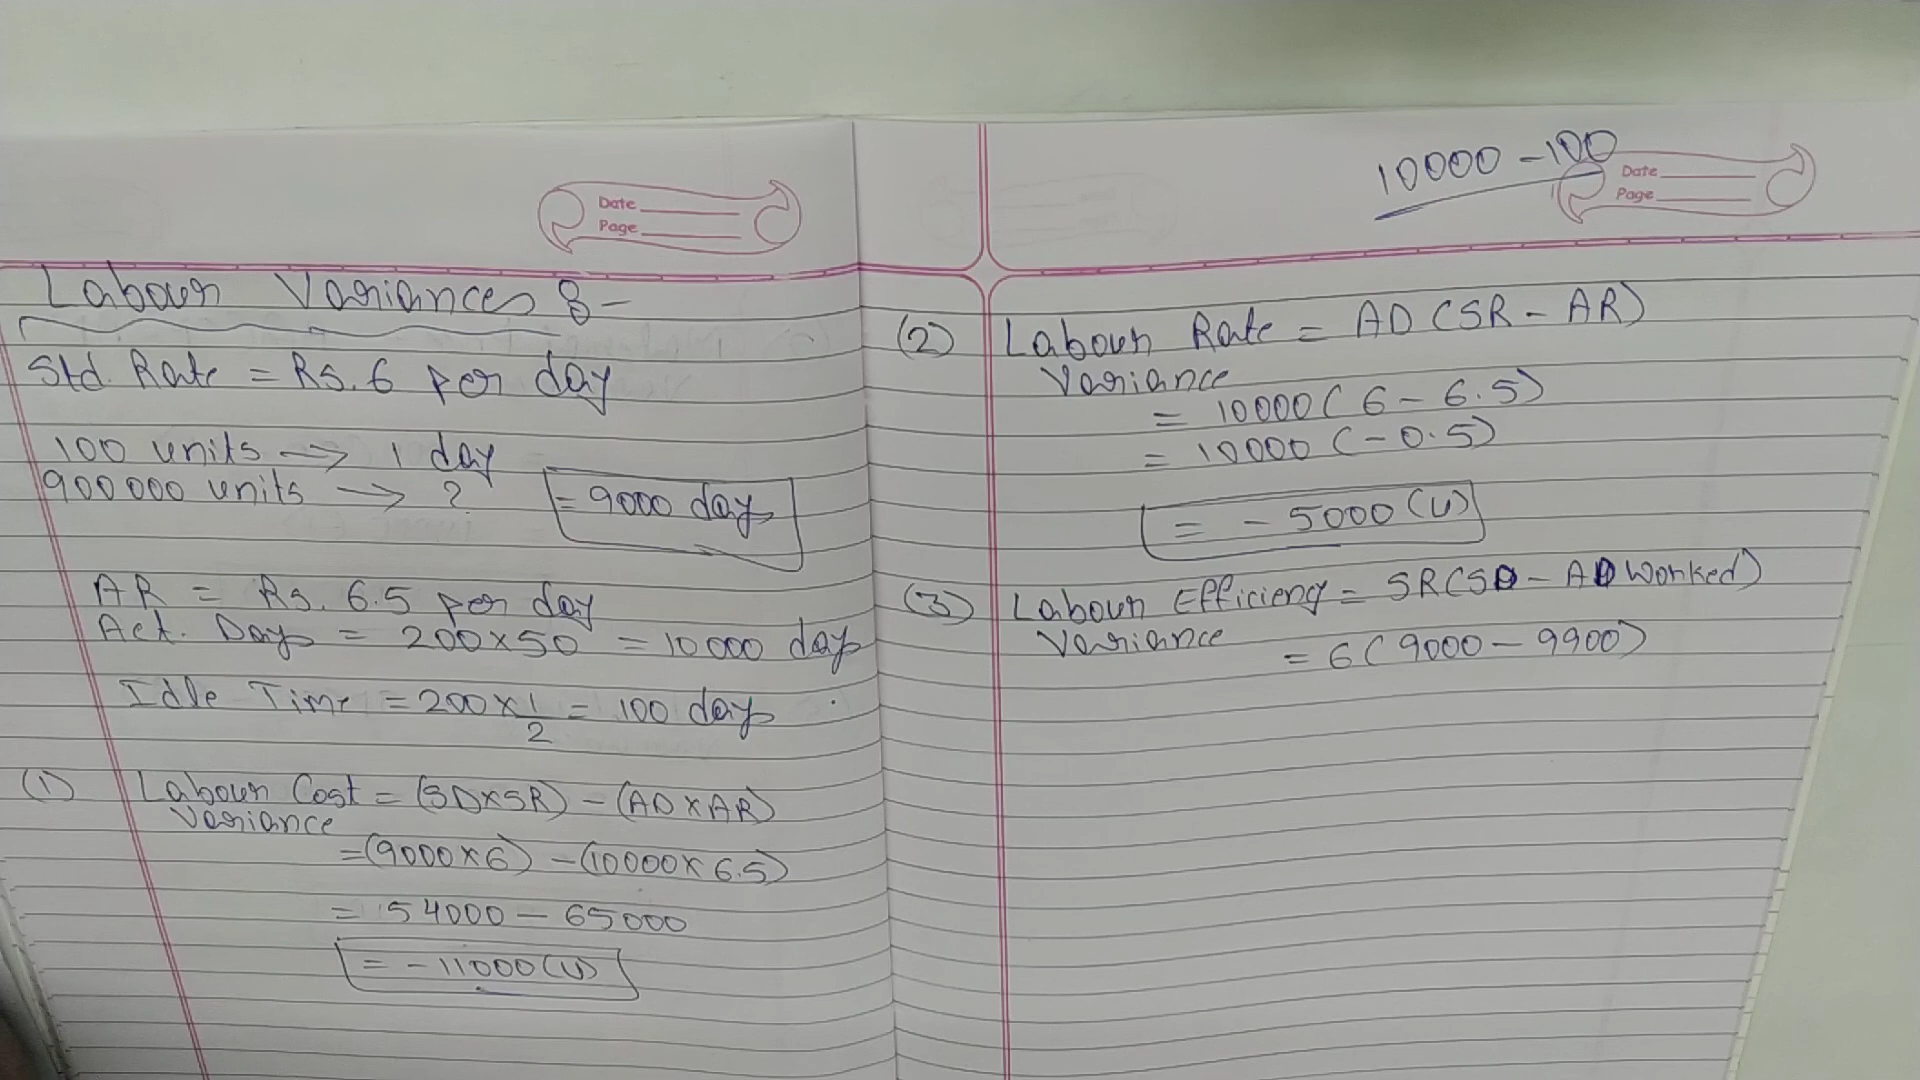 Date
Page
Labour Variances :-
Std. Rate = Rs. 6 per day
100 units → 1 day
900000 units → ? = 9000 days
AR = Rs. 6.5 per day
Act. Days = 200×50 = 10000 days
Idle Time = 200×1/2 = 100 days
(1) Labour Cost = (SD×SR) - (AD×AR)
Variance
= (9000×6) - (10000×6.5)
= 54000 - 65000
= - 11000 (U)
10000 - 100
Date
Page
(2) Labour Rate = AD (SR - AR)
Variance
= 10000 (6 - 6.5)
= 10000 (-0.5)
= - 5000 (U)
(3) Labour Efficiency = SR(SD - AD Worked)
Variance
= 6 (9000 - 9900)